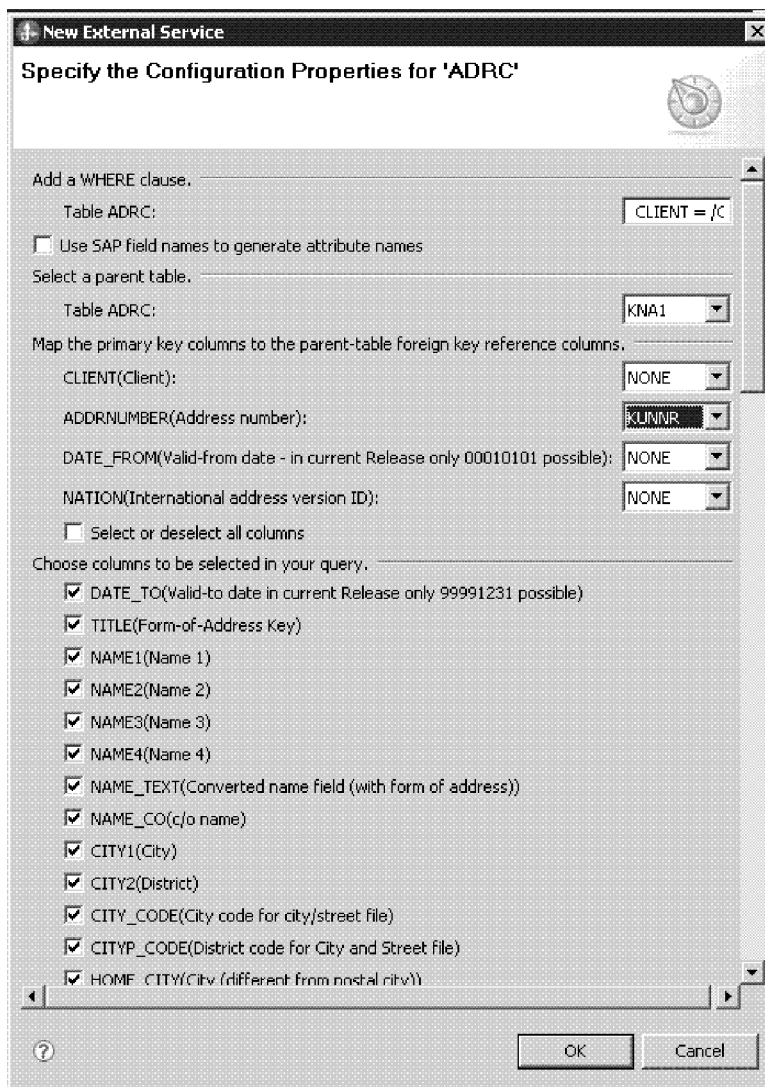 New External Service
Specify the Configuration Properties for 'ADRC'
Add a WHERE clause.
Table ADRC: CLIENT = /C
Use SAP field names to generate attribute names
Select a parent table.
Table ADRC: KNA1
Map the primary key columns to the parent-table foreign key reference columns.
CLIENT(Client): NONE
ADDRNUMBER(Address number): KUNNR
DATE_FROM(Valid-from date - in current Release only 00010101 possible): NONE
NATION(International address version ID): NONE
Select or deselect all columns
Choose columns to be selected in your query.
DATE_TO(Valid-to date in current Release only 99991231 possible)
TITLE(Form-of-Address Key)
NAME1(Name 1)
NAME2(Name 2)
NAME3(Name 3)
NAME4(Name 4)
NAME_TEXT(Converted name field (with form of address))
NAME_CO(c/o name)
CITY1(City)
CITY2(District)
CITY_CODE(City code for city/street file)
CITYP_CODE(District code for City and Street file)
HOME_CITY(City (different from postal city))
OK Cancel